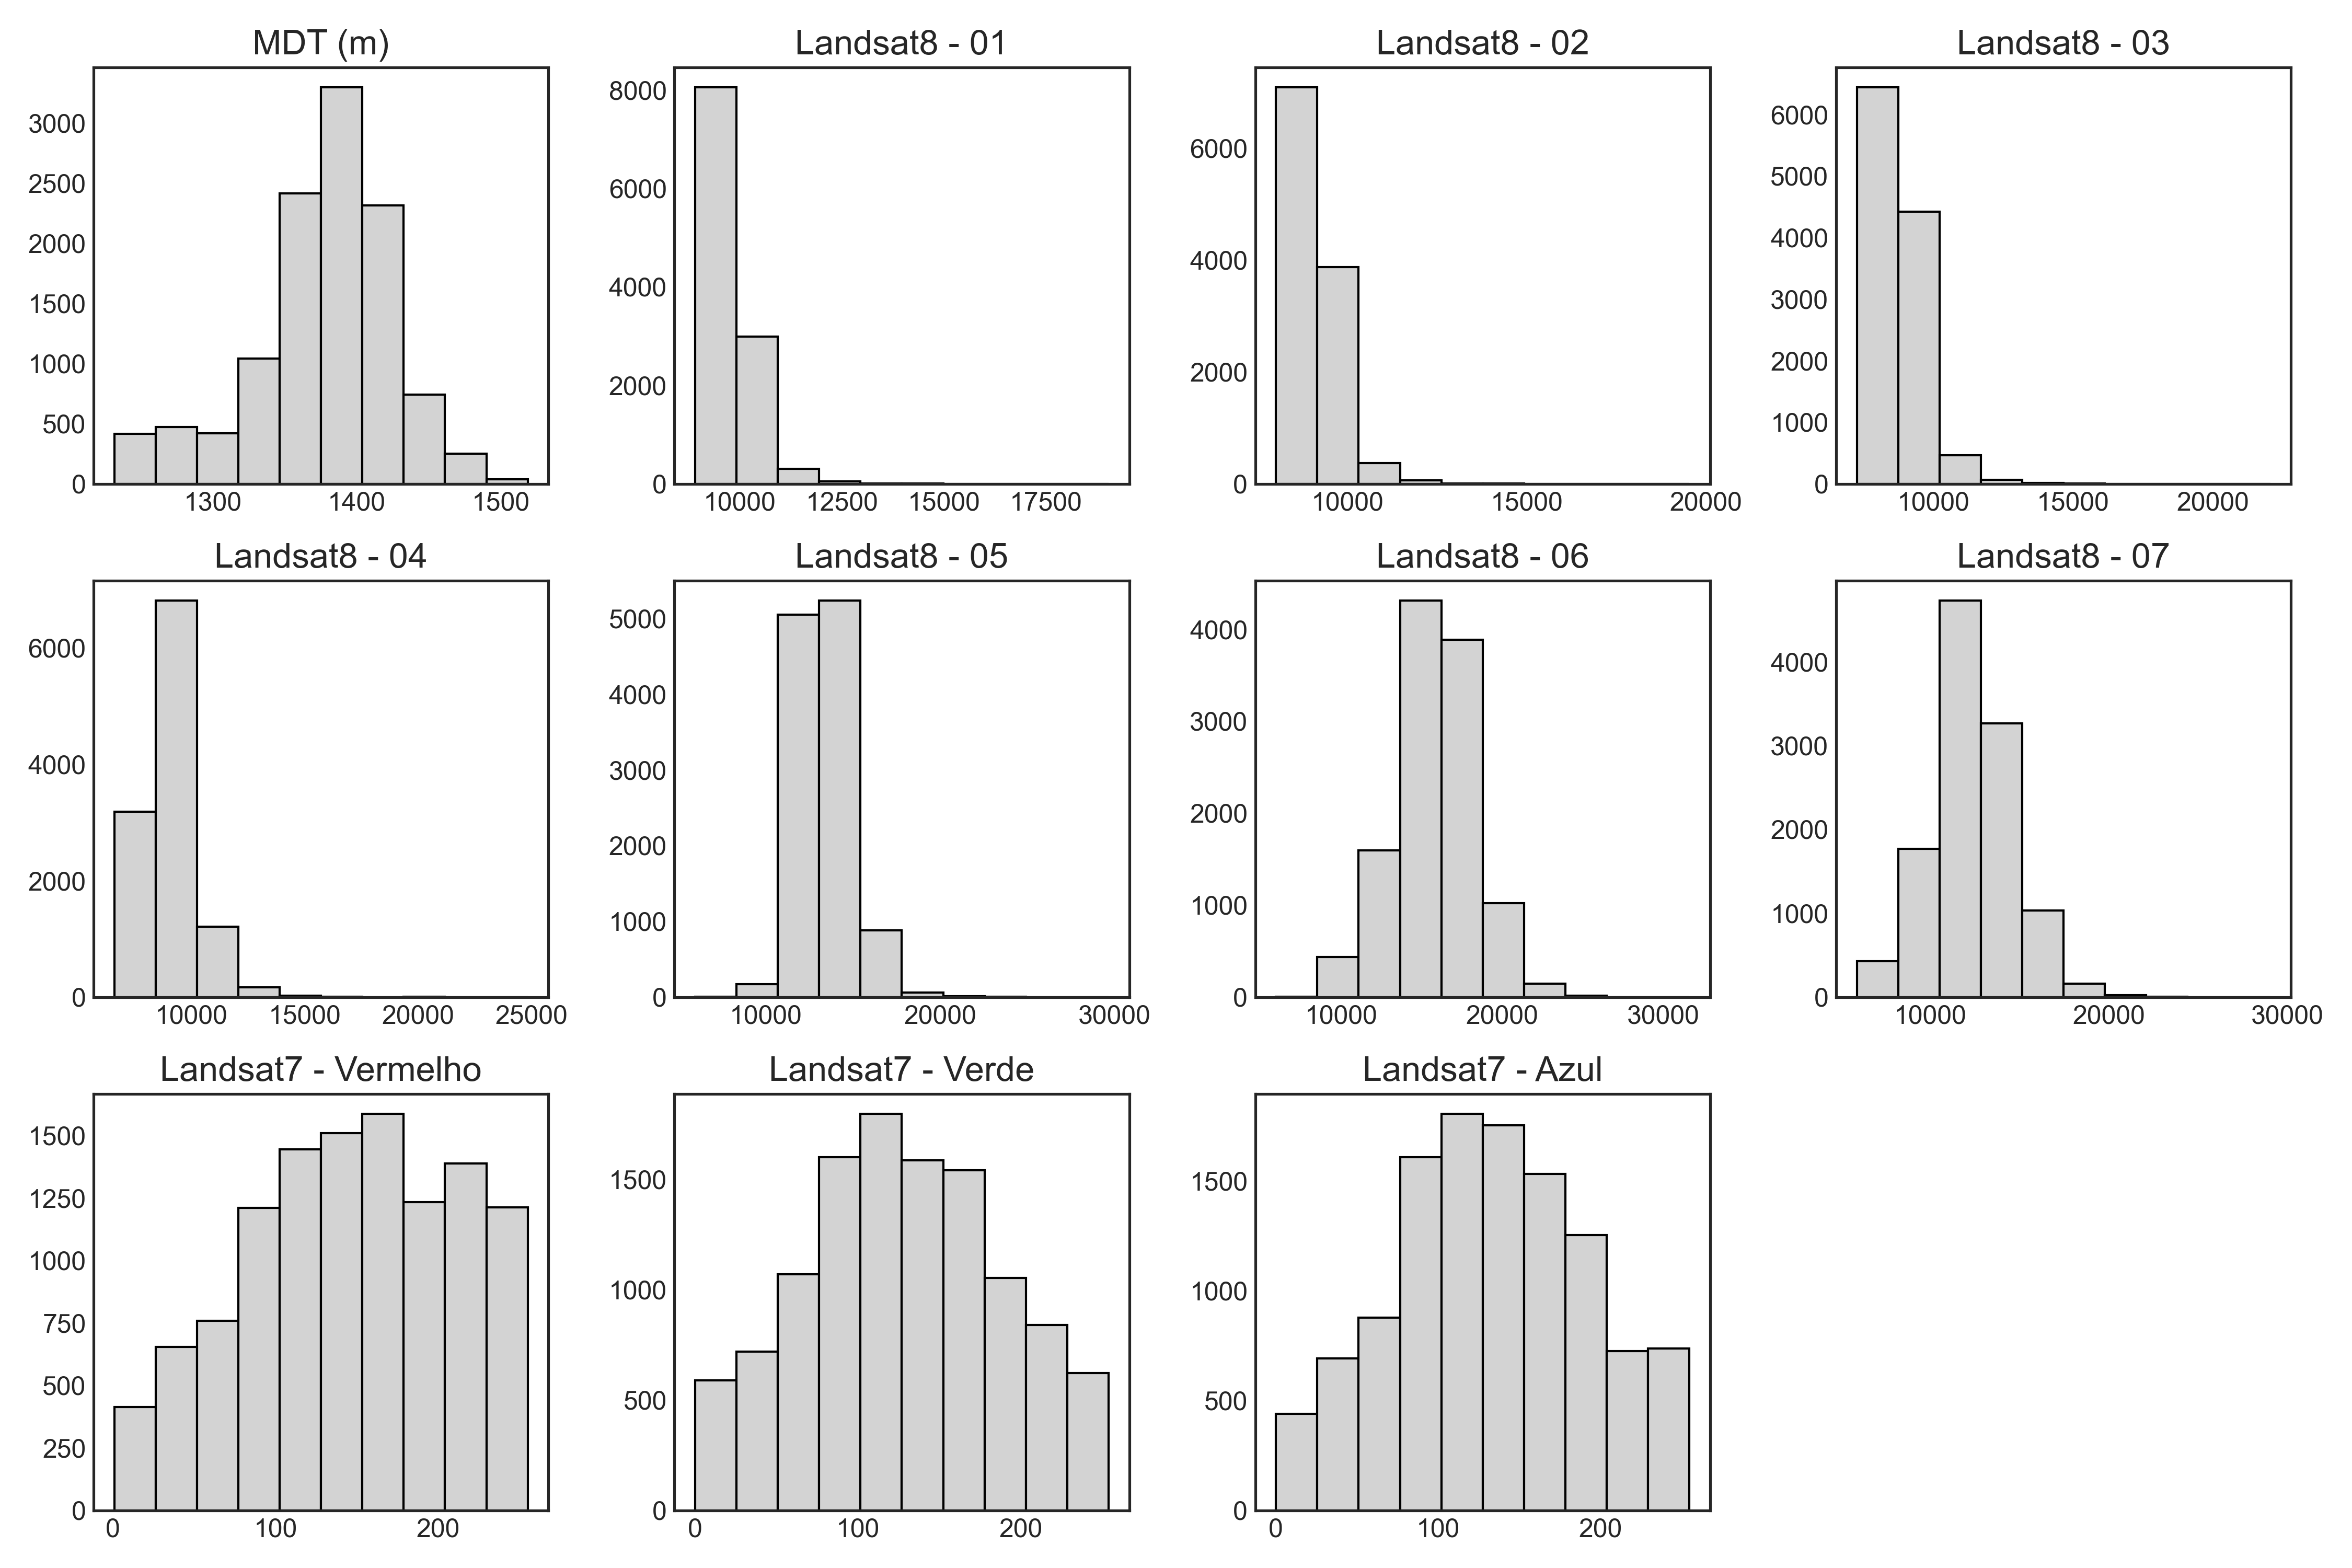 MDT (m)
3000
2500
2000
1500
1000
500
0
1300 1400 1500
Landsat8 - 01
8000
6000
4000
2000
0
10000 12500 15000 17500
Landsat8 - 02
6000
4000
2000
0
10000 15000 20000
Landsat8 - 03
6000
5000
4000
3000
2000
1000
0
10000 15000 20000
Landsat8 - 04
6000
4000
2000
0
10000 15000 20000 25000
Landsat8 - 05
5000
4000
3000
2000
1000
0
10000 20000 30000
Landsat8 - 06
4000
3000
2000
1000
0
10000 20000 30000
Landsat8 - 07
4000
3000
2000
1000
0
10000 20000 30000
Landsat7 - Vermelho
1500
1250
1000
750
500
250
0
0 100 200
Landsat7 - Verde
1500
1000
500
0
0 100 200
Landsat7 - Azul
1500
1000
500
0
0 100 200